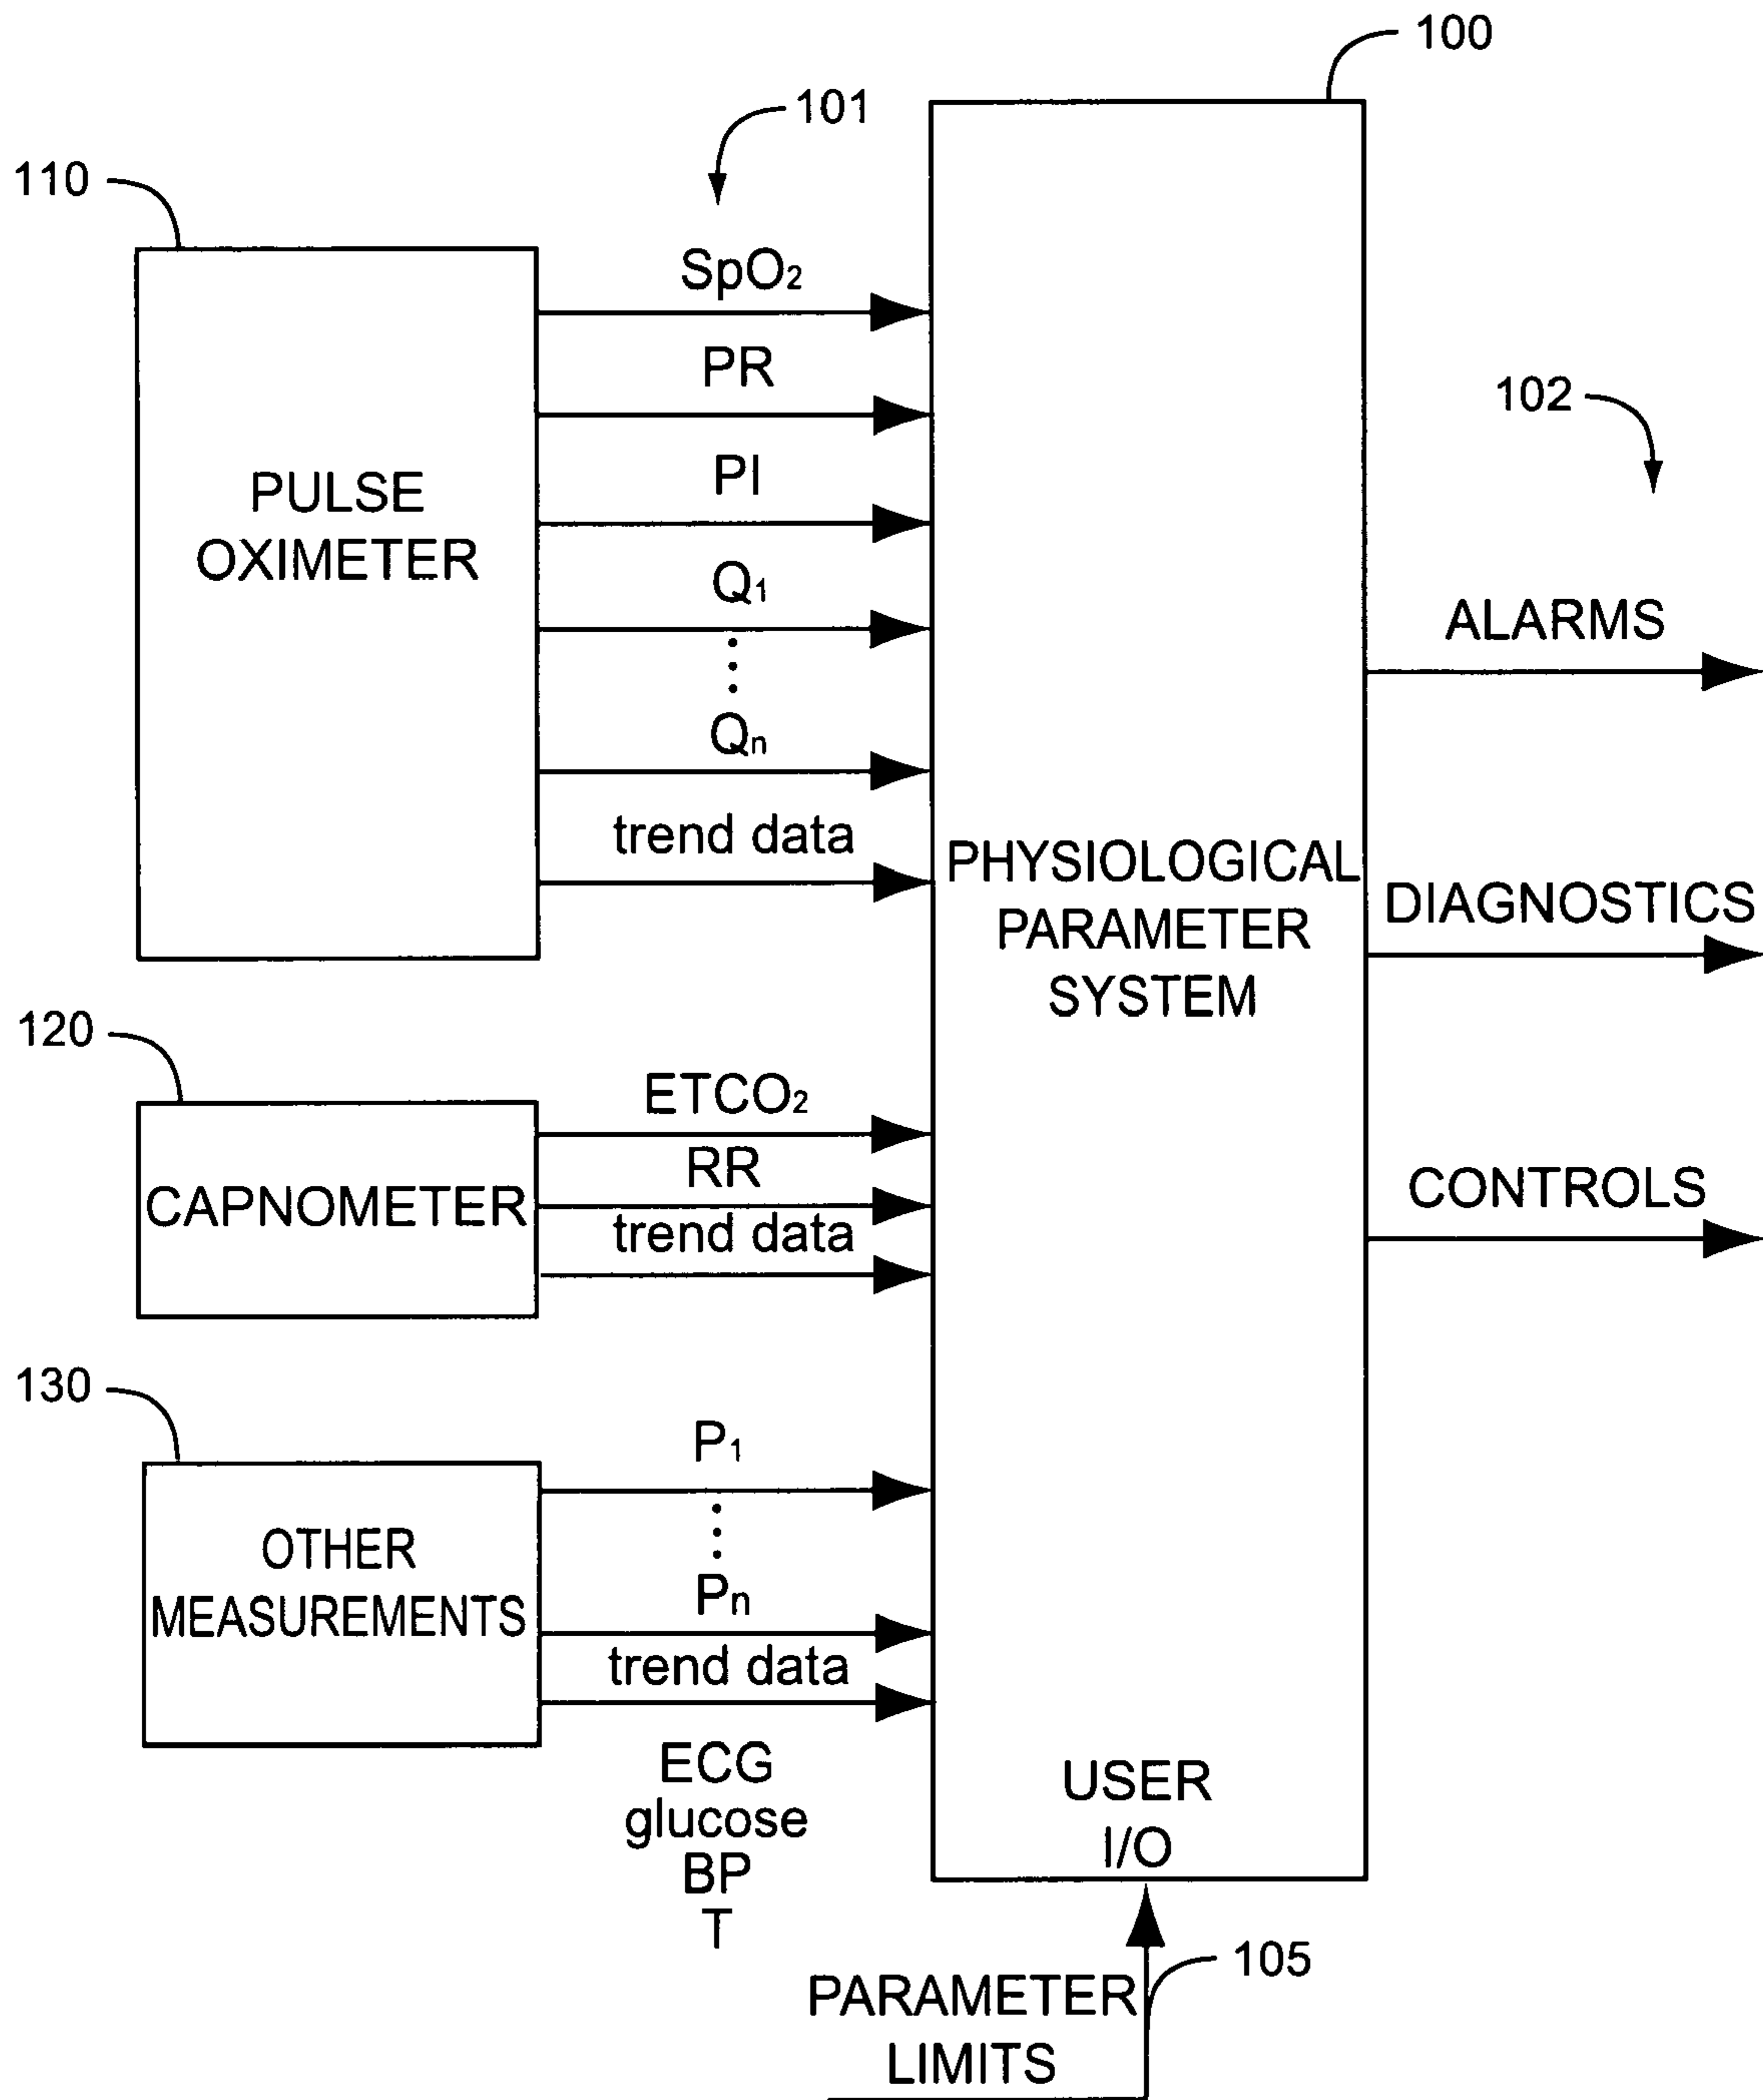 100
101
110
SpO₂
PR
102
PI
PULSE
OXIMETER
Q₁
ALARMS
Qₙ
trend data
PHYSIOLOGICAL
PARAMETER
SYSTEM
DIAGNOSTICS
120
ETCO₂
RR
CAPNOMETER
CONTROLS
trend data
130
P₁
OTHER
MEASUREMENTS
Pₙ
trend data
ECG
glucose
BP
T
USER
I/O
105
PARAMETER
LIMITS